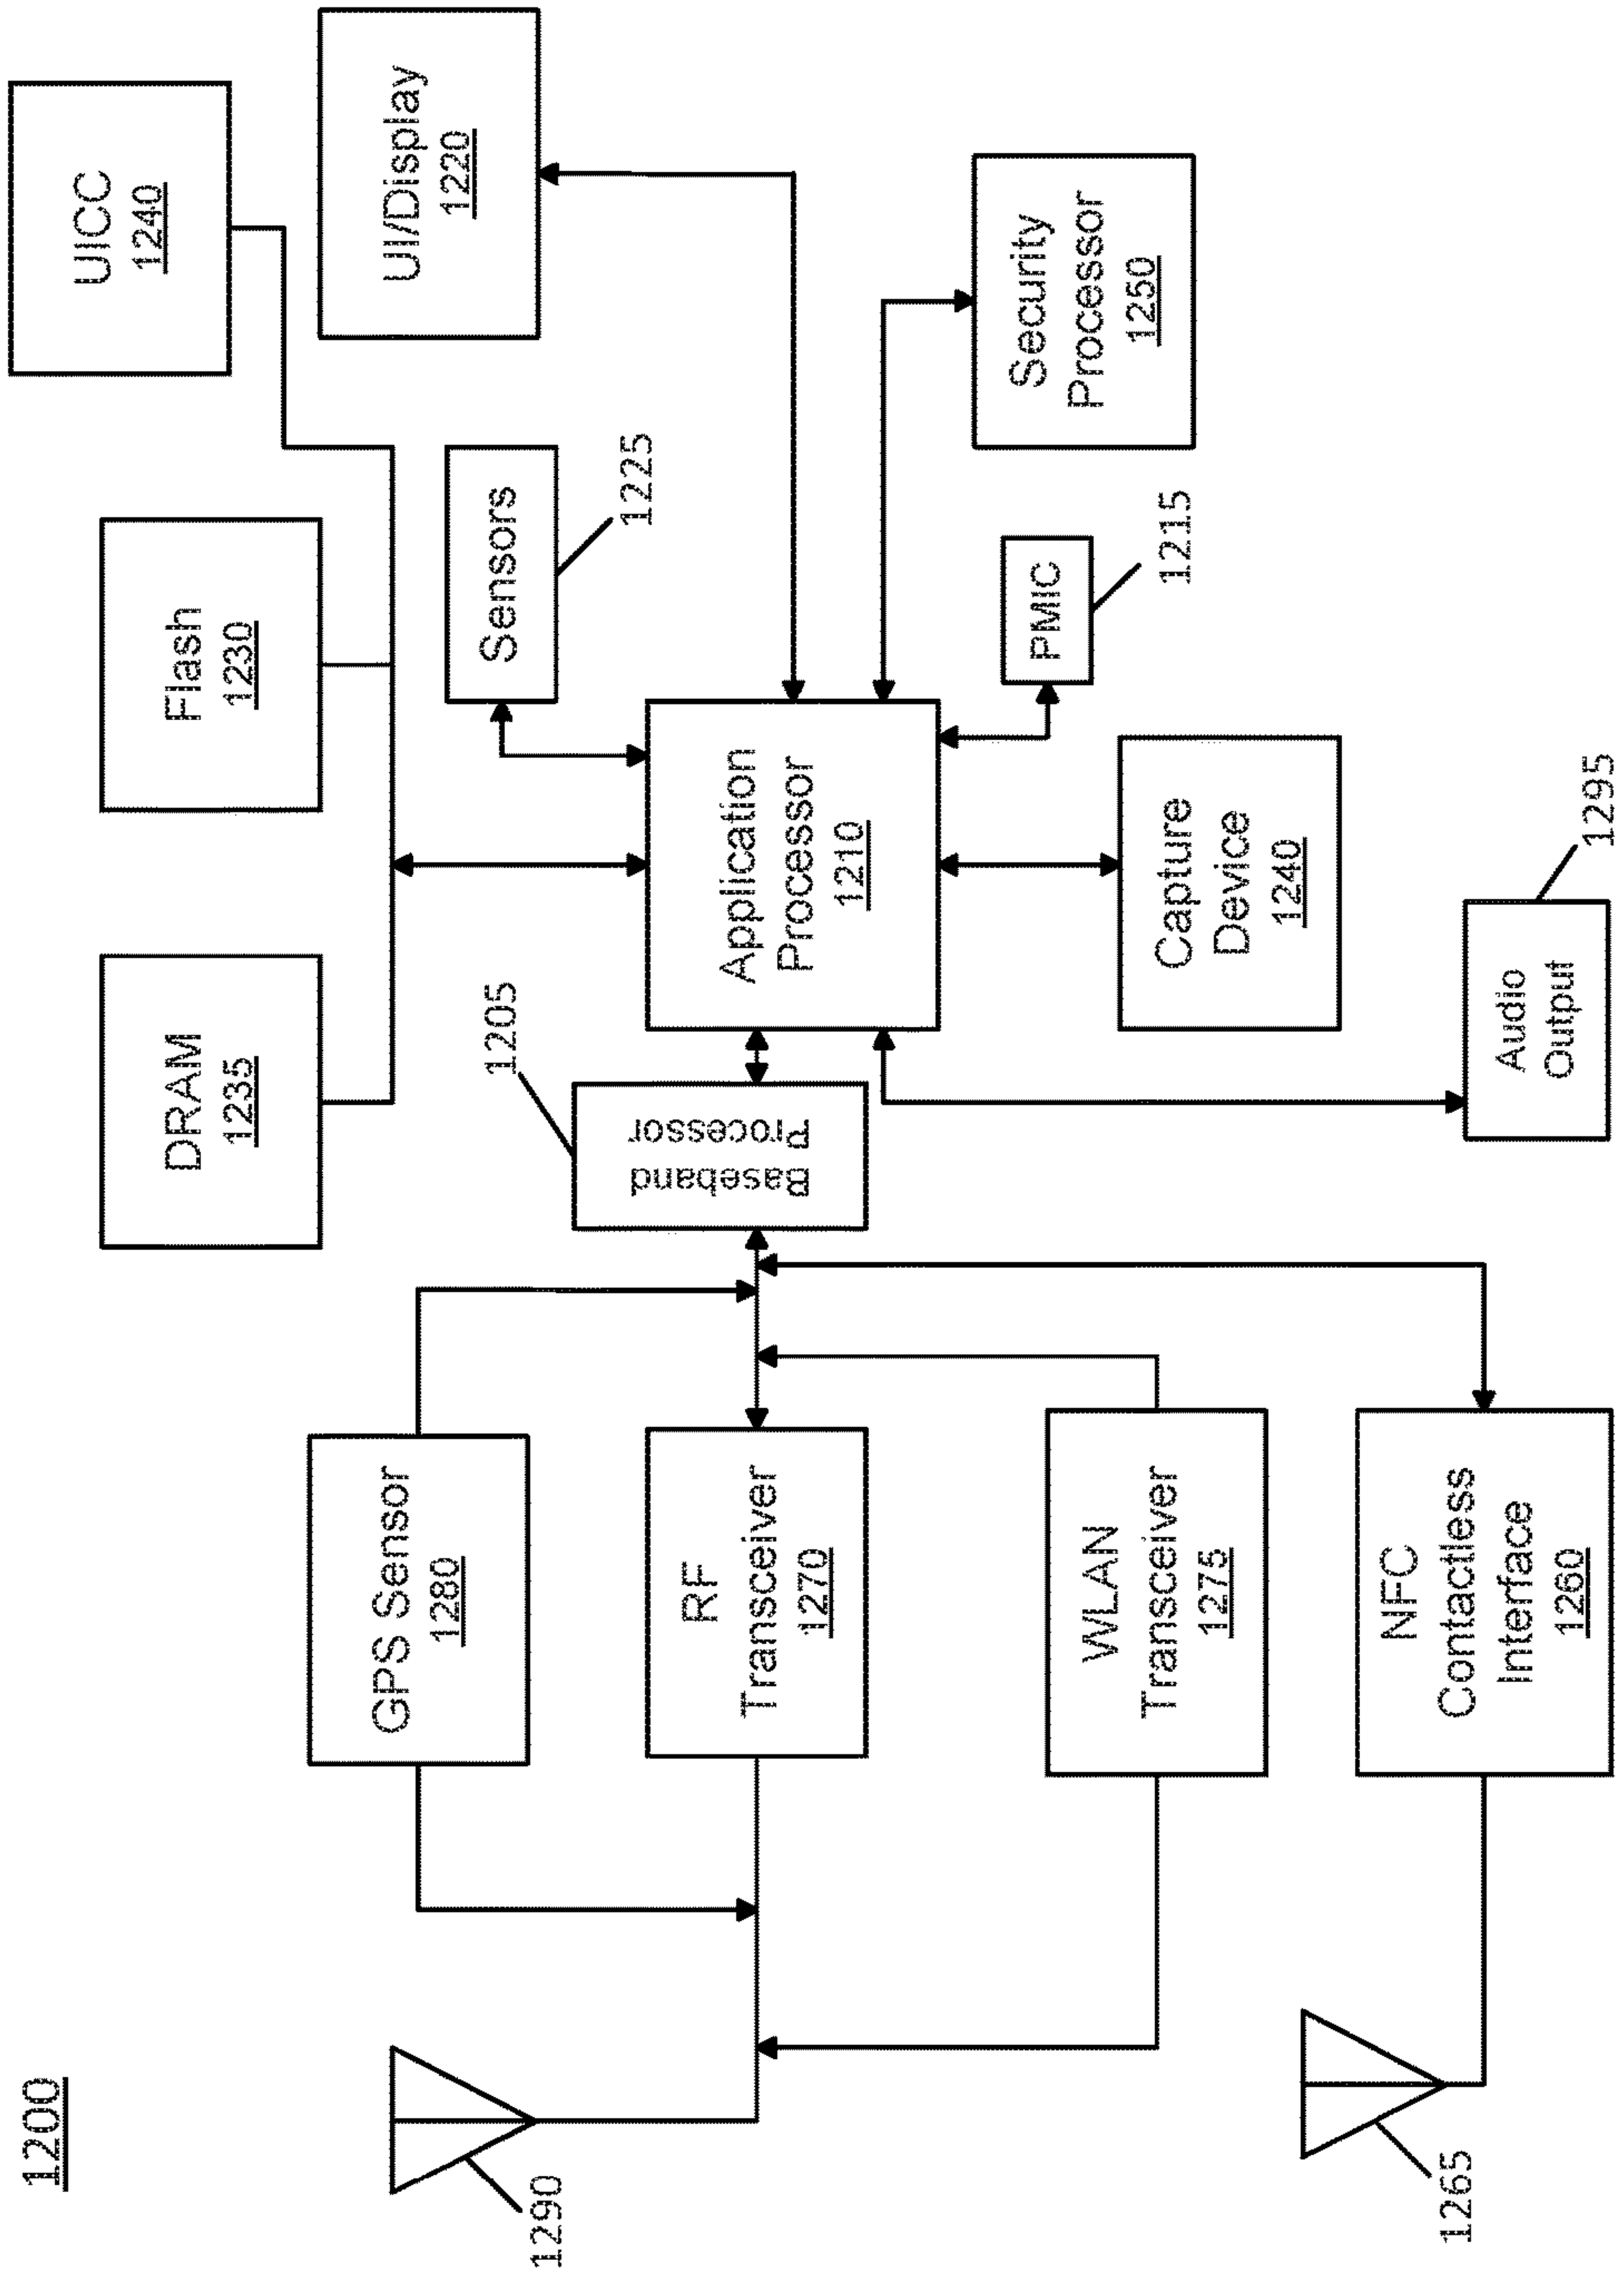 1200
DRAM
1235
Flash
1230
UICC
1240
UI/Display
1220
Sensors
1225
GPS Sensor
1280
1205
Baseband
Processor
Application
Processor
1210
RF
Transceiver
1270
1290
Security
Processor
1250
PMIC
1215
WLAN
Transceiver
1275
Capture
Device
1240
NFC
Contactless
Interface
1260
1265
Audio
Output
1295